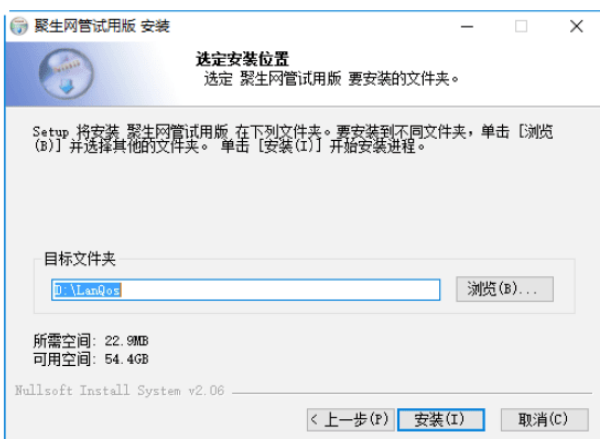 聚生网管试用版 安装
选定安装位置
选定 聚生网管试用版 要安装的文件夹。
Setup 将安装 聚生网管试用版 在下列文件夹。要安装到不同文件夹，单击 [浏览
(B)] 并选择其他的文件夹。 单击 [安装(I)] 开始安装进程。
目标文件夹
D:\LanQos
浏览(B)...
所需空间: 22.9MB
可用空间: 54.4GB
Nullsoft Install System v2.06
< 上一步(P)
安装(I)
取消(C)